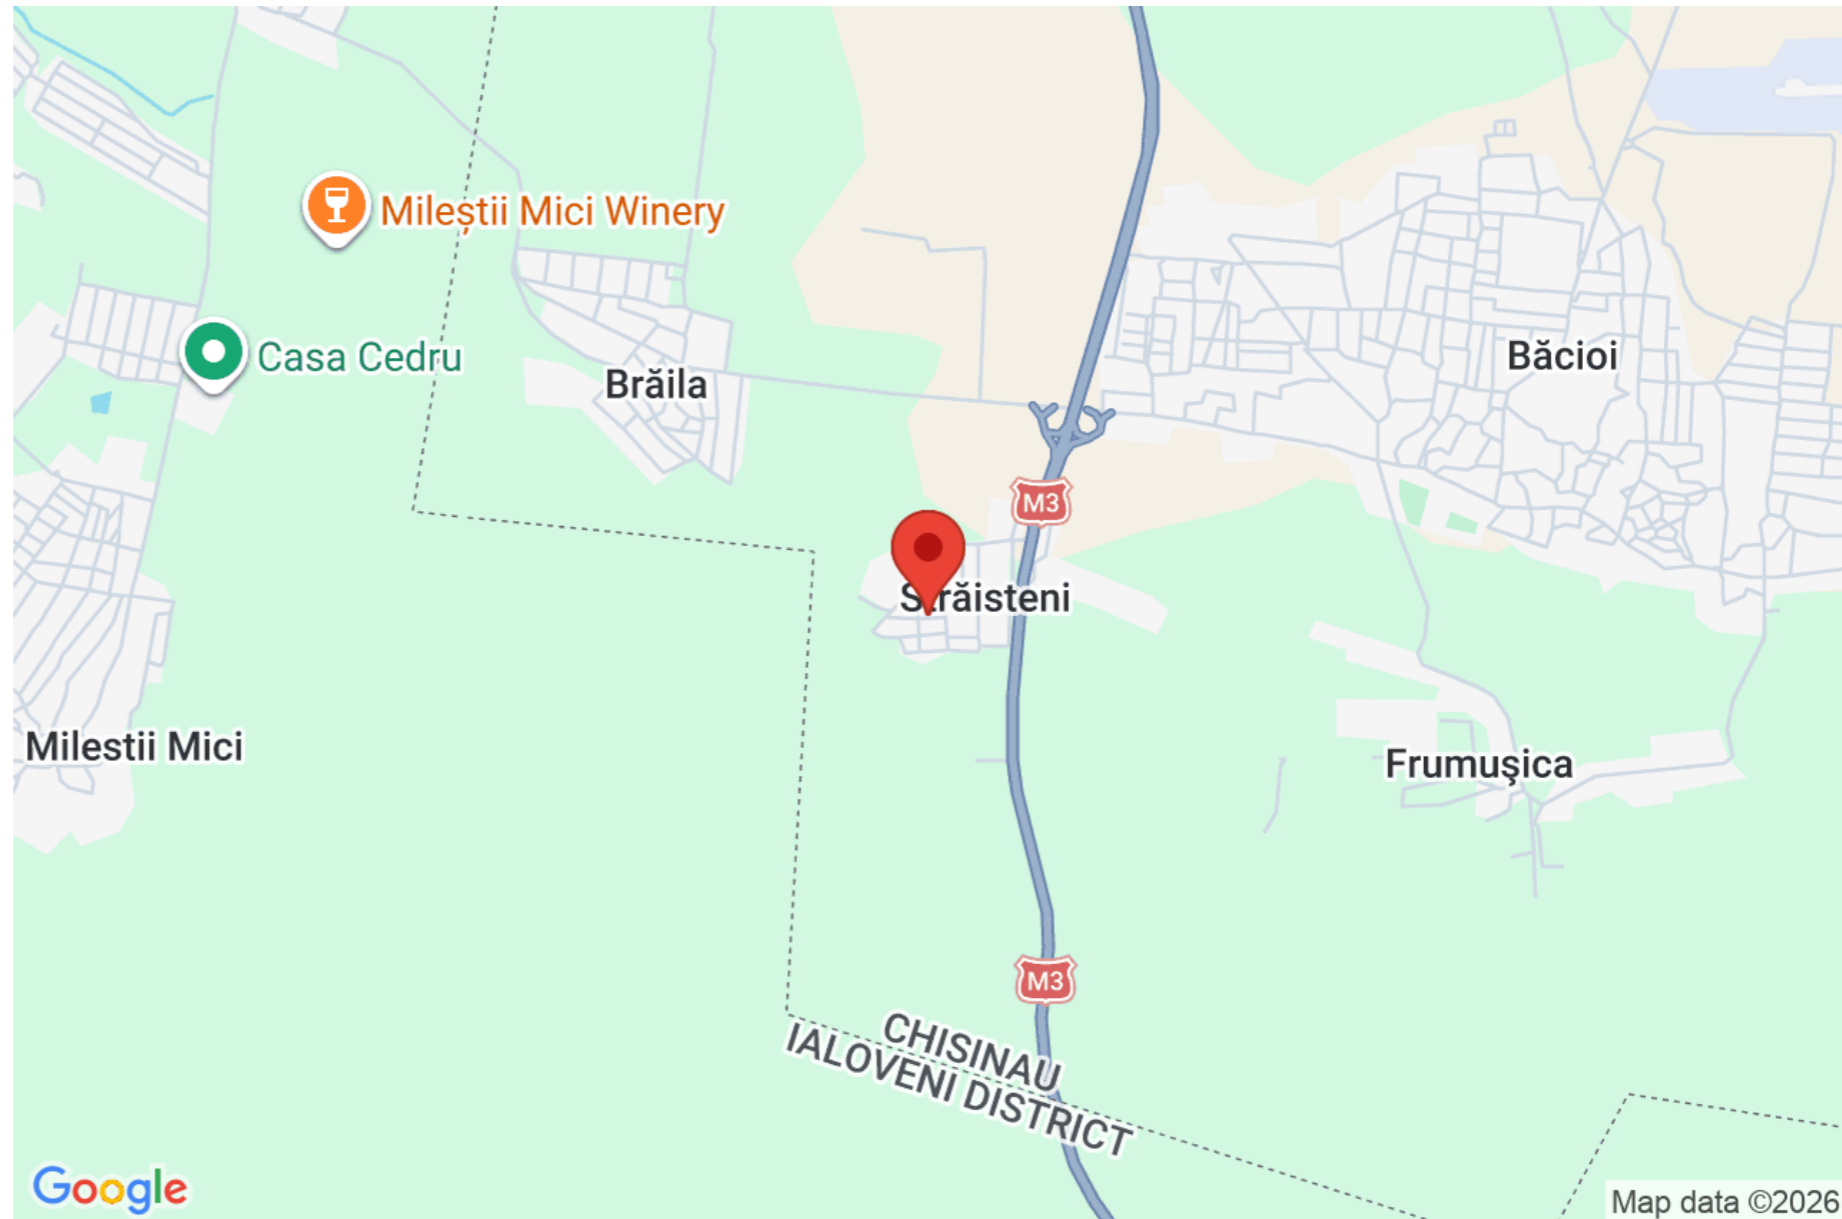 Mileștii Mici Winery
Casa Cedru
Brăila
Băcioi
M3
Străisteni
Milestii Mici
Frumuşica
M3
CHISINAU
IALOVENI DISTRICT
Google
Map data ©2026